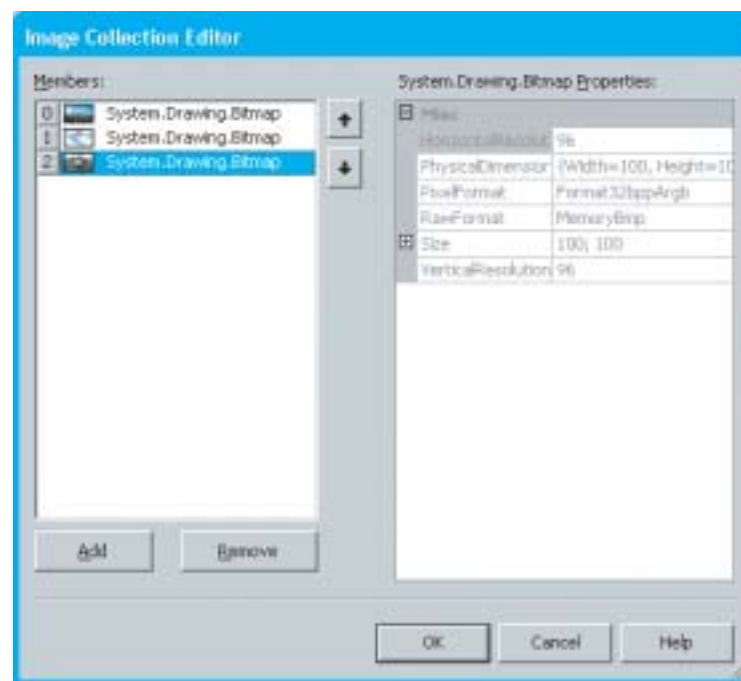 Image Collection Editor
Members:
System.Drawing.Bitmap Properties:
0 System.Drawing.Bitmap
1 System.Drawing.Bitmap
2 System.Drawing.Bitmap
Misc
HorizontalResolut 96
PhysicalDimension {Width=100, Height=10
PixelFormat Format32bppArgb
RawFormat MemoryBmp
Size 100, 100
VerticalResolution 96
Add
Remove
OK
Cancel
Help